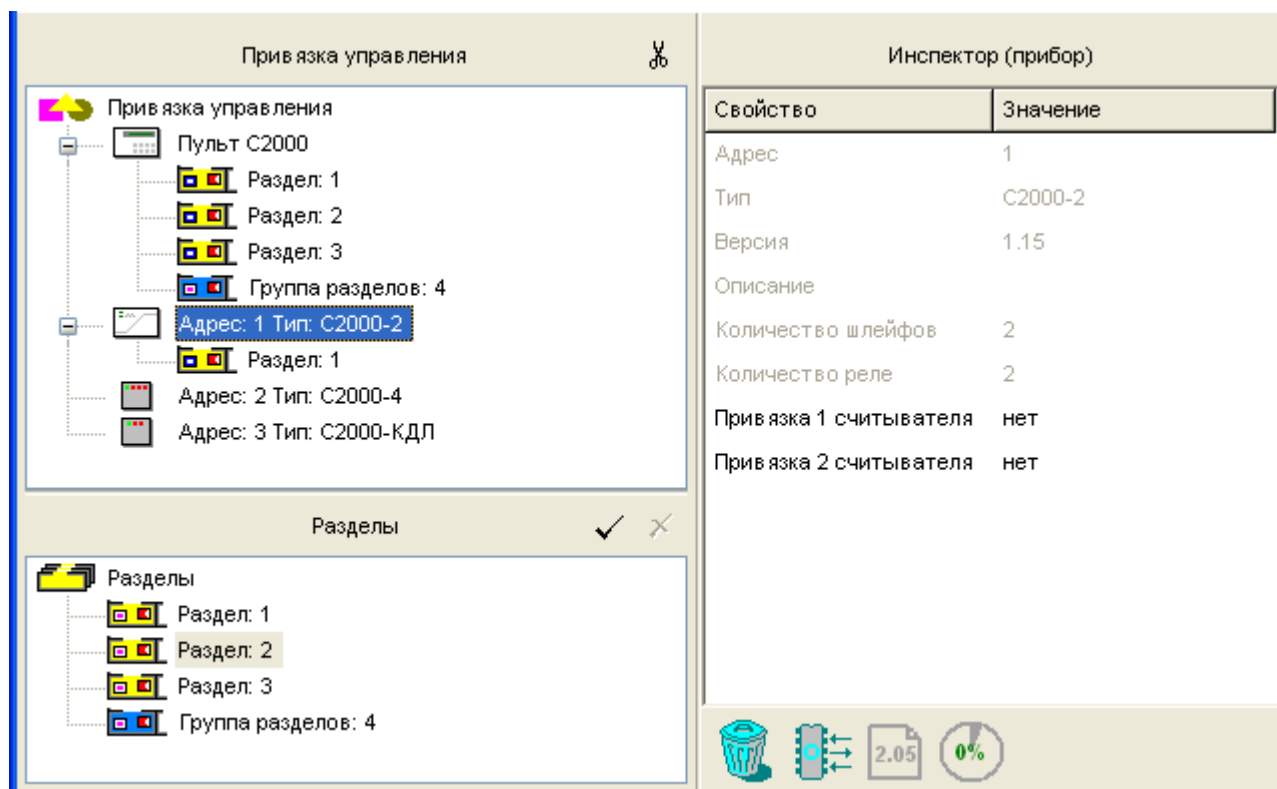 Привязка управления
Привязка управления
Пульт С2000
Раздел: 1
Раздел: 2
Раздел: 3
Группа разделов: 4
Адрес: 1 Тип: С2000-2
Раздел: 1
Адрес: 2 Тип: С2000-4
Адрес: 3 Тип: С2000-КДЛ
Разделы
Разделы
Раздел: 1
Раздел: 2
Раздел: 3
Группа разделов: 4
Инспектор (прибор)
Свойство Значение
Адрес 1
Тип С2000-2
Версия 1.15
Описание
Количество шлейфов 2
Количество реле 2
Привязка 1 считывателя нет
Привязка 2 считывателя нет
2.05 0%